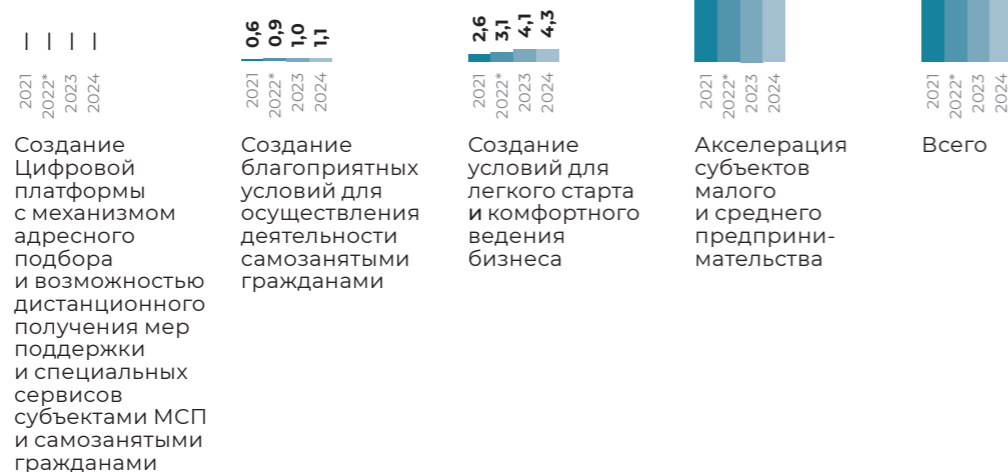 0,6 0,9 1,0 1,1
2,6 3,1 4,1 4,3
2021 2022* 2023 2024
2021 2022* 2023 2024
2021 2022* 2023 2024
2021 2022* 2023 2024
2021 2022* 2023 2024
Создание
Цифровой
платформы
с механизмом
адресного
подбора
и возможностью
дистанционного
получения мер
поддержки
и специальных
сервисов
субъектами МСП
и самозанятыми
гражданами
Создание
благоприятных
условий для
осуществления
деятельности
самозанятыми
гражданами
Создание
условий для
легкого старта
и комфортного
ведения
бизнеса
Акселерация
субъектов
малого
и среднего
предприни-
мательства
Всего